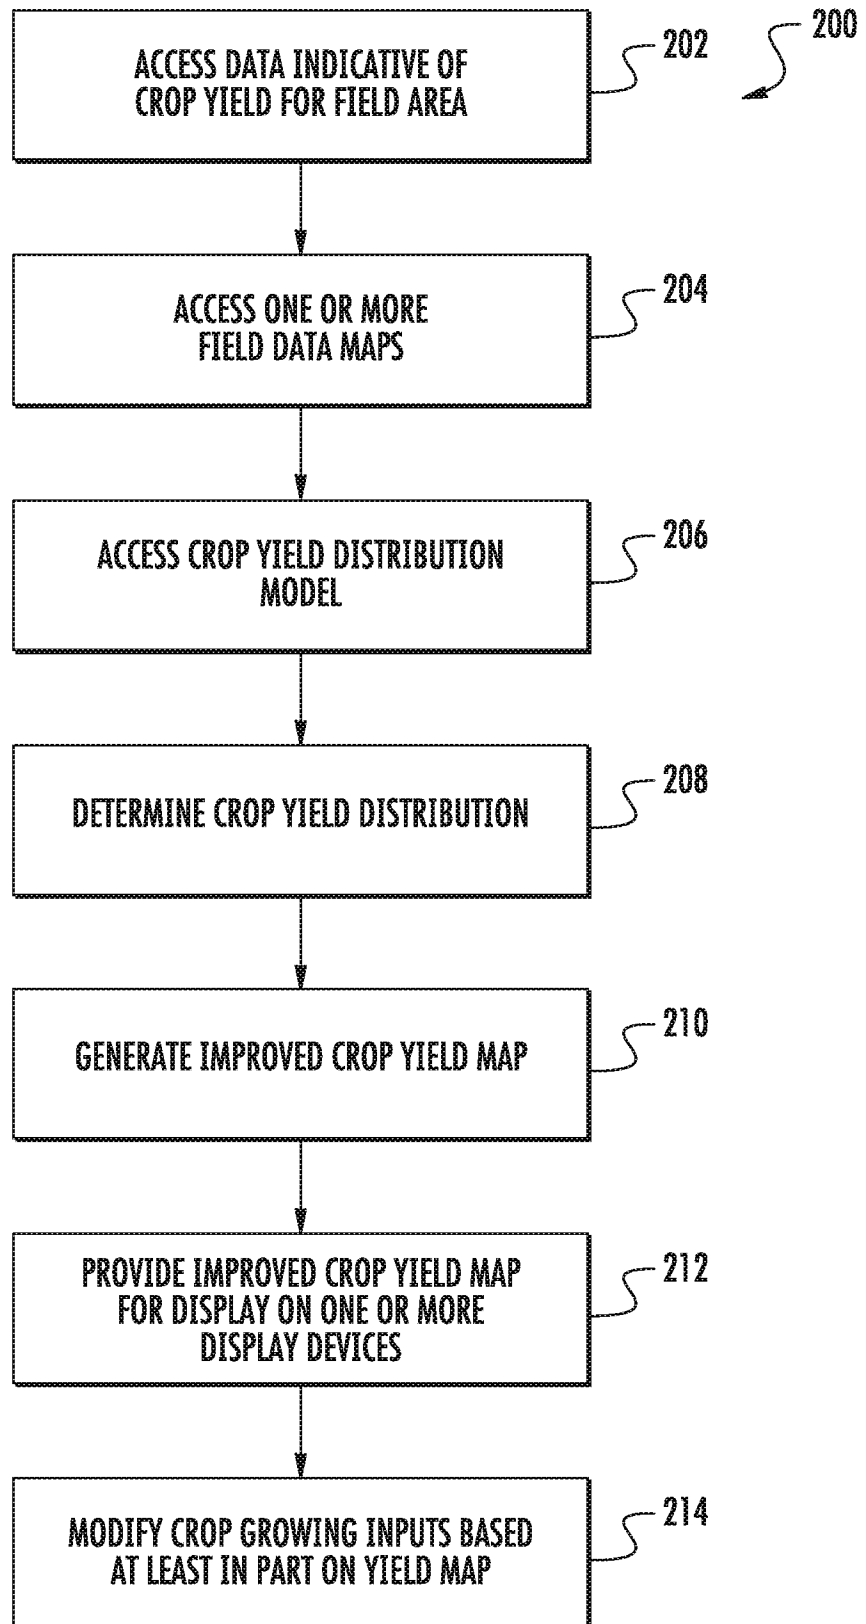 200
ACCESS DATA INDICATIVE OF
CROP YIELD FOR FIELD AREA
202
ACCESS ONE OR MORE
FIELD DATA MAPS
204
ACCESS CROP YIELD DISTRIBUTION
MODEL
206
DETERMINE CROP YIELD DISTRIBUTION
208
GENERATE IMPROVED CROP YIELD MAP
210
PROVIDE IMPROVED CROP YIELD MAP
FOR DISPLAY ON ONE OR MORE
DISPLAY DEVICES
212
MODIFY CROP GROWING INPUTS BASED
AT LEAST IN PART ON YIELD MAP
214